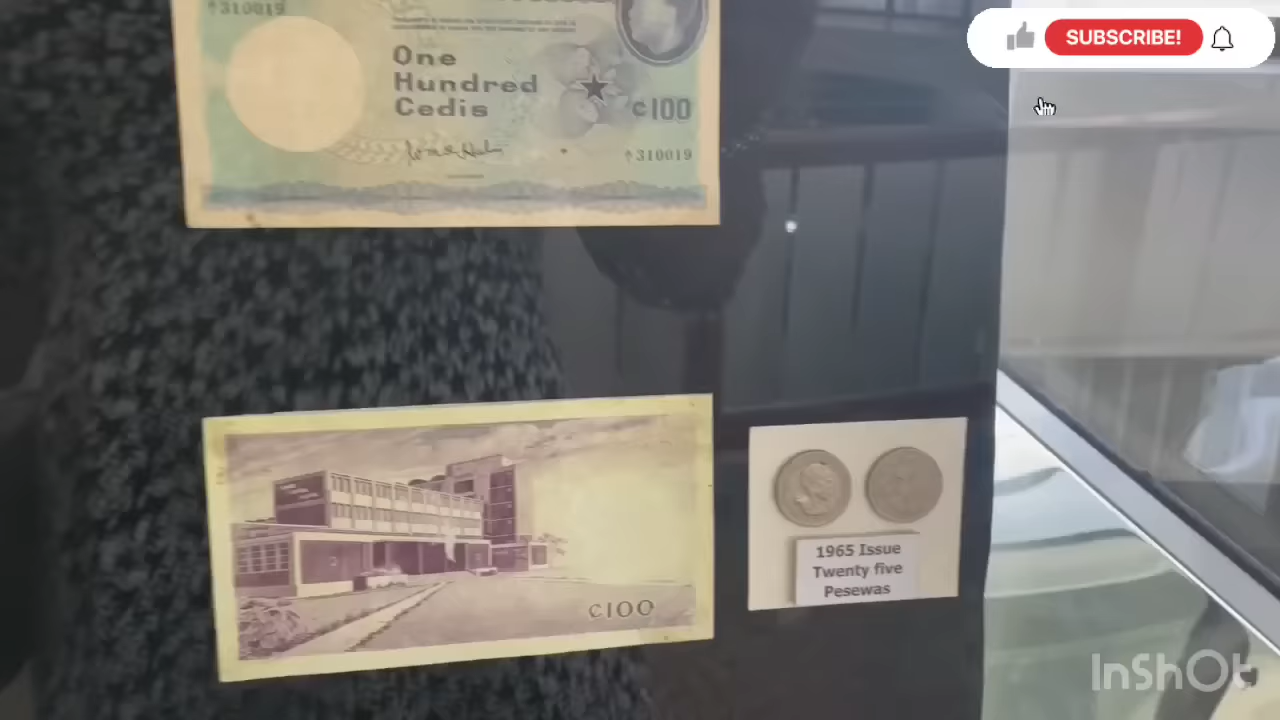 310019
One
Hundred
Cedis
₵100
310019
₵100
1965 Issue
Twenty five
Pesewas
SUBSCRIBE!
InShOt